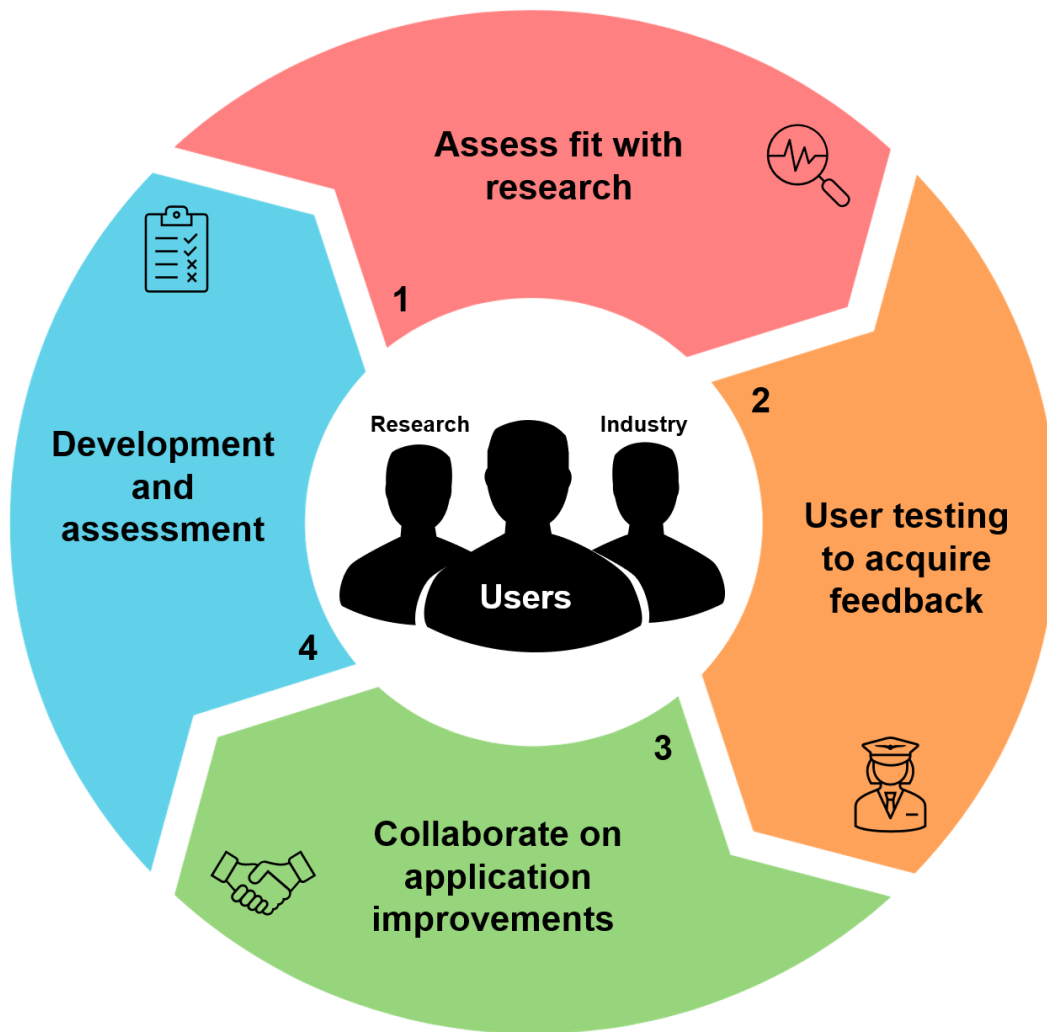 Assess fit with
research
1
2
User testing
to acquire
feedback
3
Collaborate on
application
improvements
4
Development
and
assessment
Research
Industry
Users